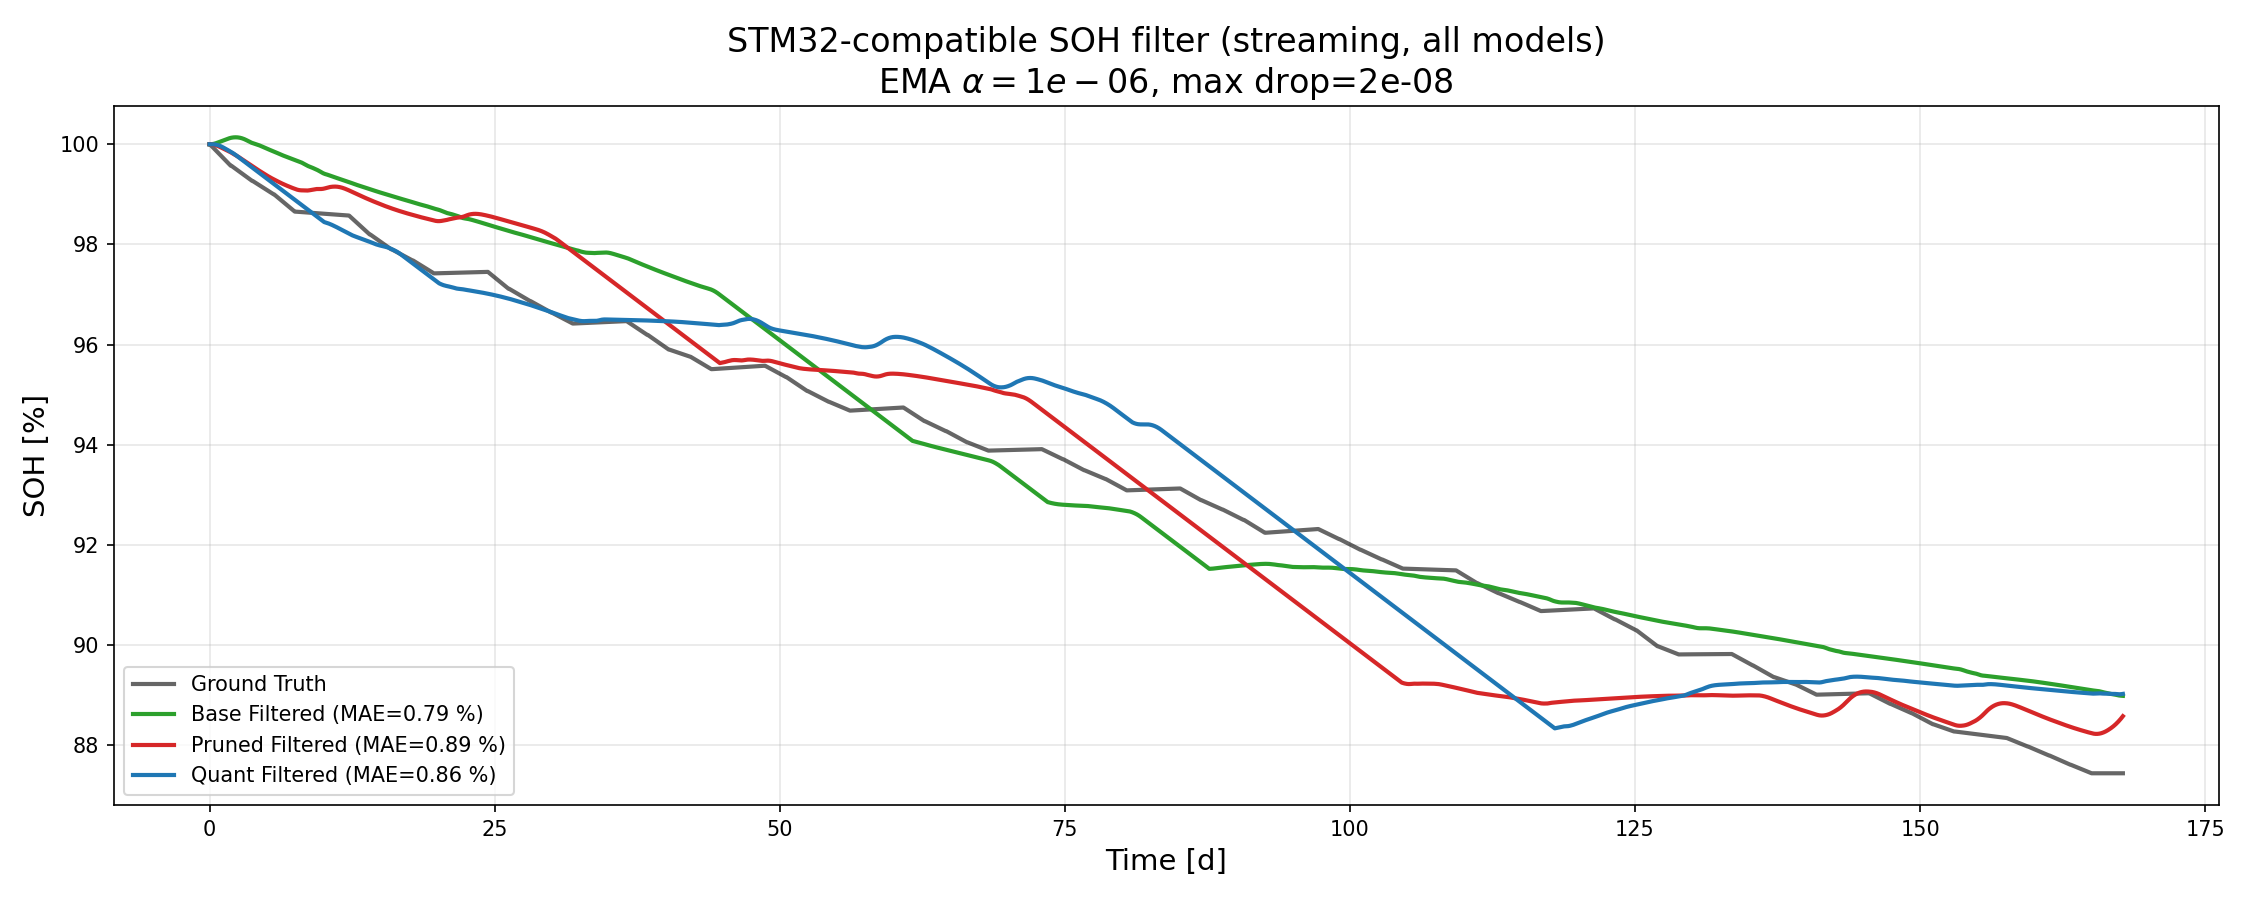 STM32-compatible SOH filter (streaming, all models)
EMA α = 1e − 06, max drop=2e-08
SOH [%]
100
98
96
94
92
90
88
Ground Truth
Base Filtered (MAE=0.79 %)
Pruned Filtered (MAE=0.89 %)
Quant Filtered (MAE=0.86 %)
0 25 50 75 100 125 150 175
Time [d]